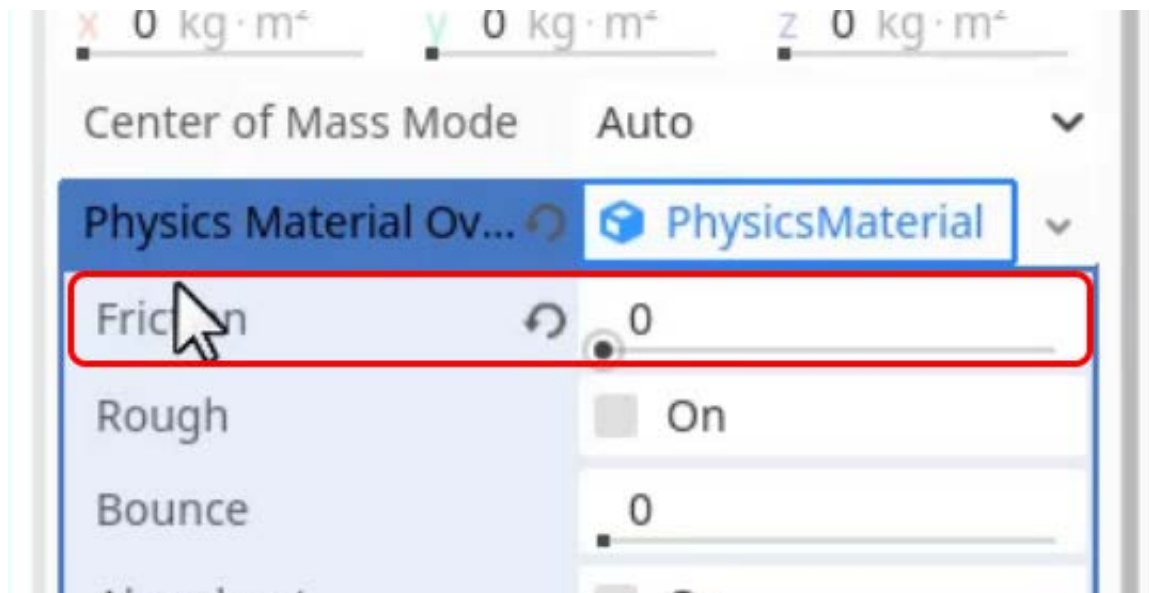 x 0 kg·m² y 0 kg·m² z 0 kg·m²
Center of Mass Mode Auto
Physics Material Ov... PhysicsMaterial
Friction 0
Rough On
Bounce 0